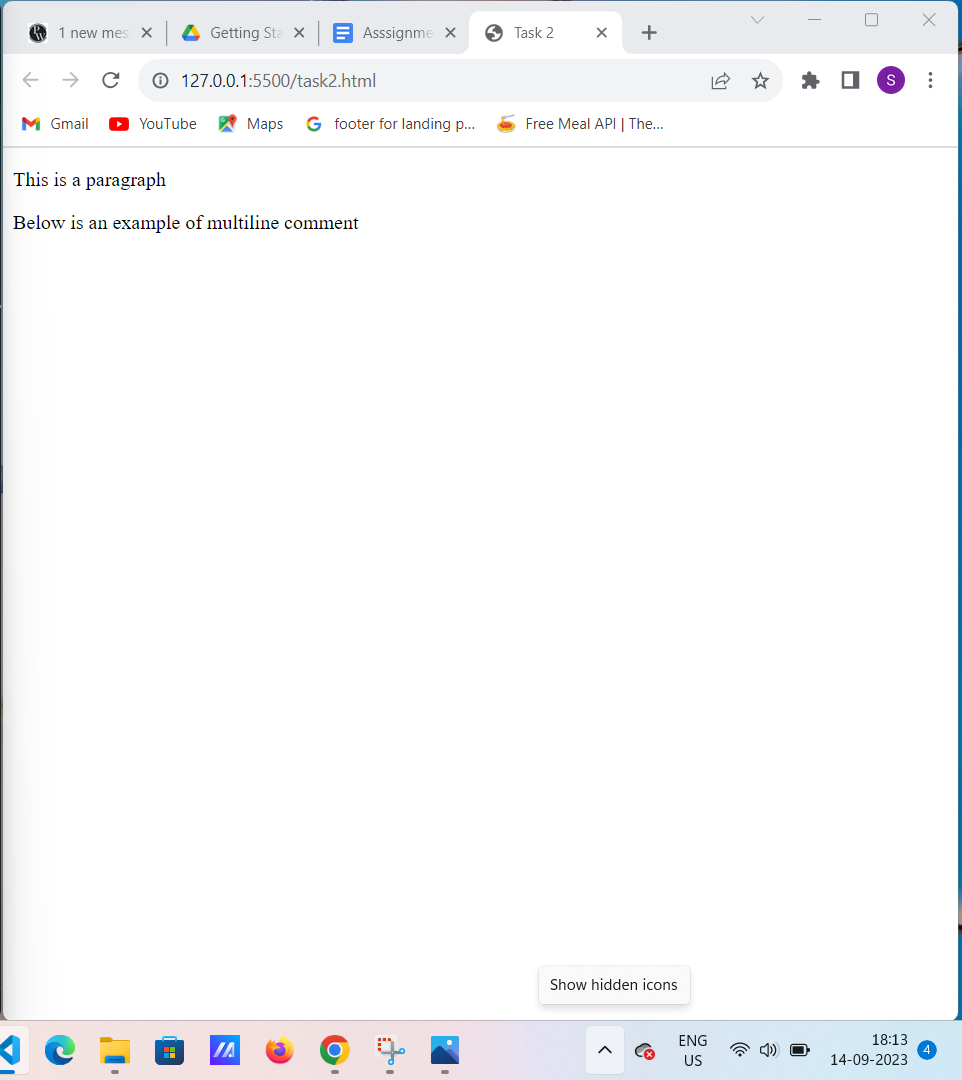 1 new mes
Getting Sta
Asssignme
Task 2
127.0.0.1:5500/task2.html
S
Gmail
YouTube
Maps
footer for landing p...
Free Meal API | The...
This is a paragraph
Below is an example of multiline comment
Show hidden icons
ENG
US
18:13
14-09-2023
4